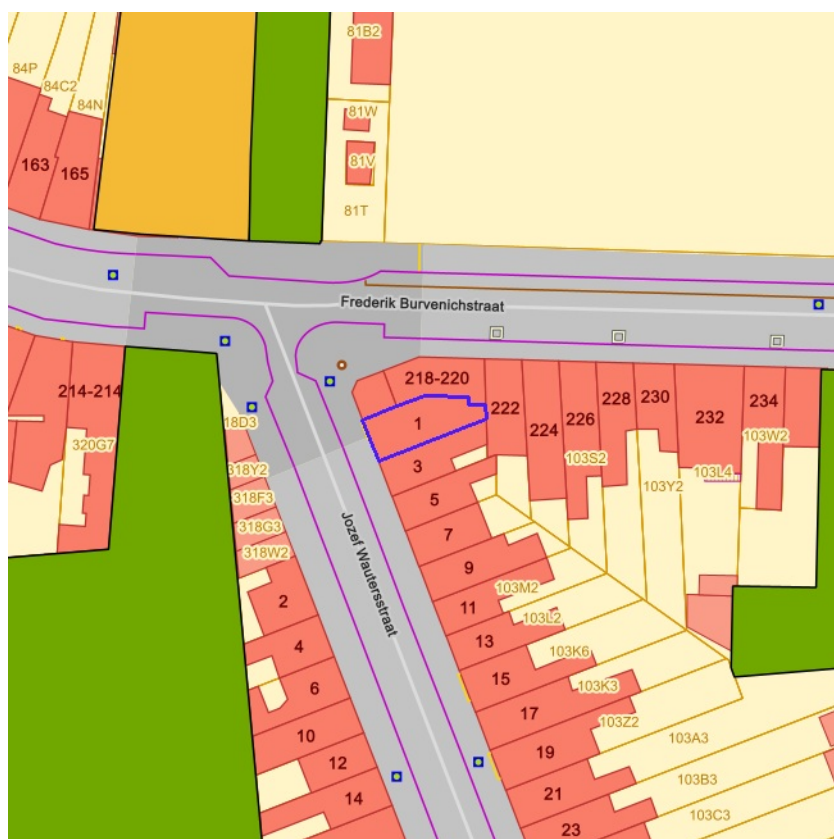 81B2
84P
84C2
84N
81W
163
165
81V
81T
Frederik Burvenichstraat
214-214
218-220
222
224
226
228
230
232
234
18D3
1
320G7
103S2
103W2
318Y2
3
103L4
318F3
5
103Y2
318G3
7
318W2
Jozef Wautersstraat
9
2
11
103M2
103L2
4
13
103K6
6
15
103K3
17
103Z2
10
19
103A3
12
21
103B3
14
23
103C3